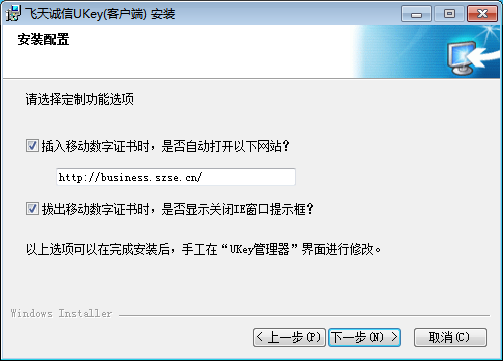 飞天诚信UKey(客户端) 安装
安装配置
请选择定制功能选项
插入移动数字证书时，是否自动打开以下网站？
http://business.szse.cn/
拔出移动数字证书时，是否显示关闭IE窗口提示框？
以上选项可以在完成安装后，手工在“UKey管理器”界面进行修改。
Windows Installer
< 上一步(P) 下一步(N) > 取消(C)